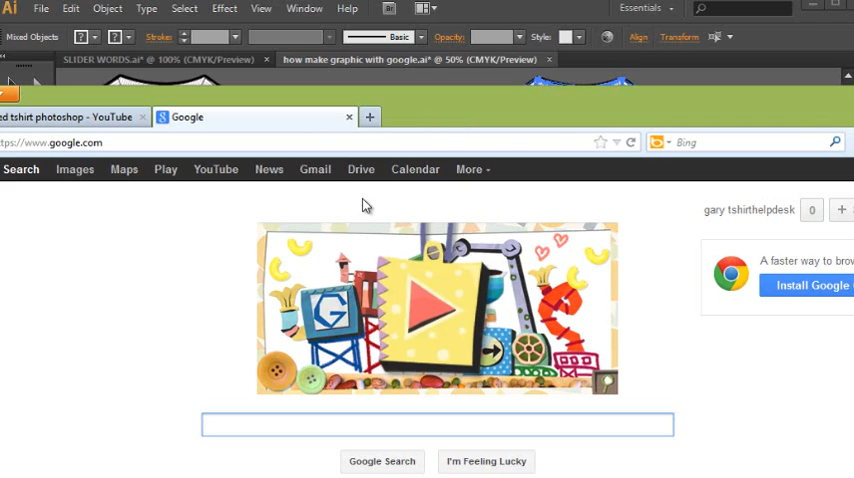 Ai File Edit Object Type Select Effect View Window Help Br Essentials
Mixed Objects ? ? Stroke: Basic Opacity: Style: Align Transform
SLIDER WORDS.ai* @ 100% (CMYK/Preview) × how make graphic with google.ai* @ 50% (CMYK/Preview) ×
ed tshirt photoshop - YouTube × Google × +
tps://www.google.com Bing
Search Images Maps Play YouTube News Gmail Drive Calendar More
gary tshirthelpdesk 0 +
A faster way to brow
Install Google
G
Google Search I'm Feeling Lucky